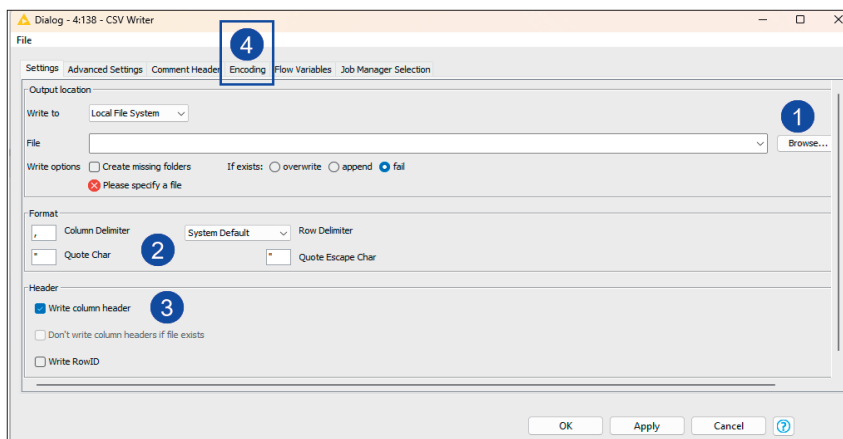 Dialog - 4:138 - CSV Writer
File
4
Settings Advanced Settings Comment Header Encoding Flow Variables Job Manager Selection
Output location
Write to Local File System
1
File Browse...
Write options Create missing folders If exists: overwrite append fail
Please specify a file
Format
, Column Delimiter System Default Row Delimiter
" Quote Char 2 " Quote Escape Char
Header
Write column header 3
Don't write column headers if file exists
Write RowID
OK Apply Cancel ?